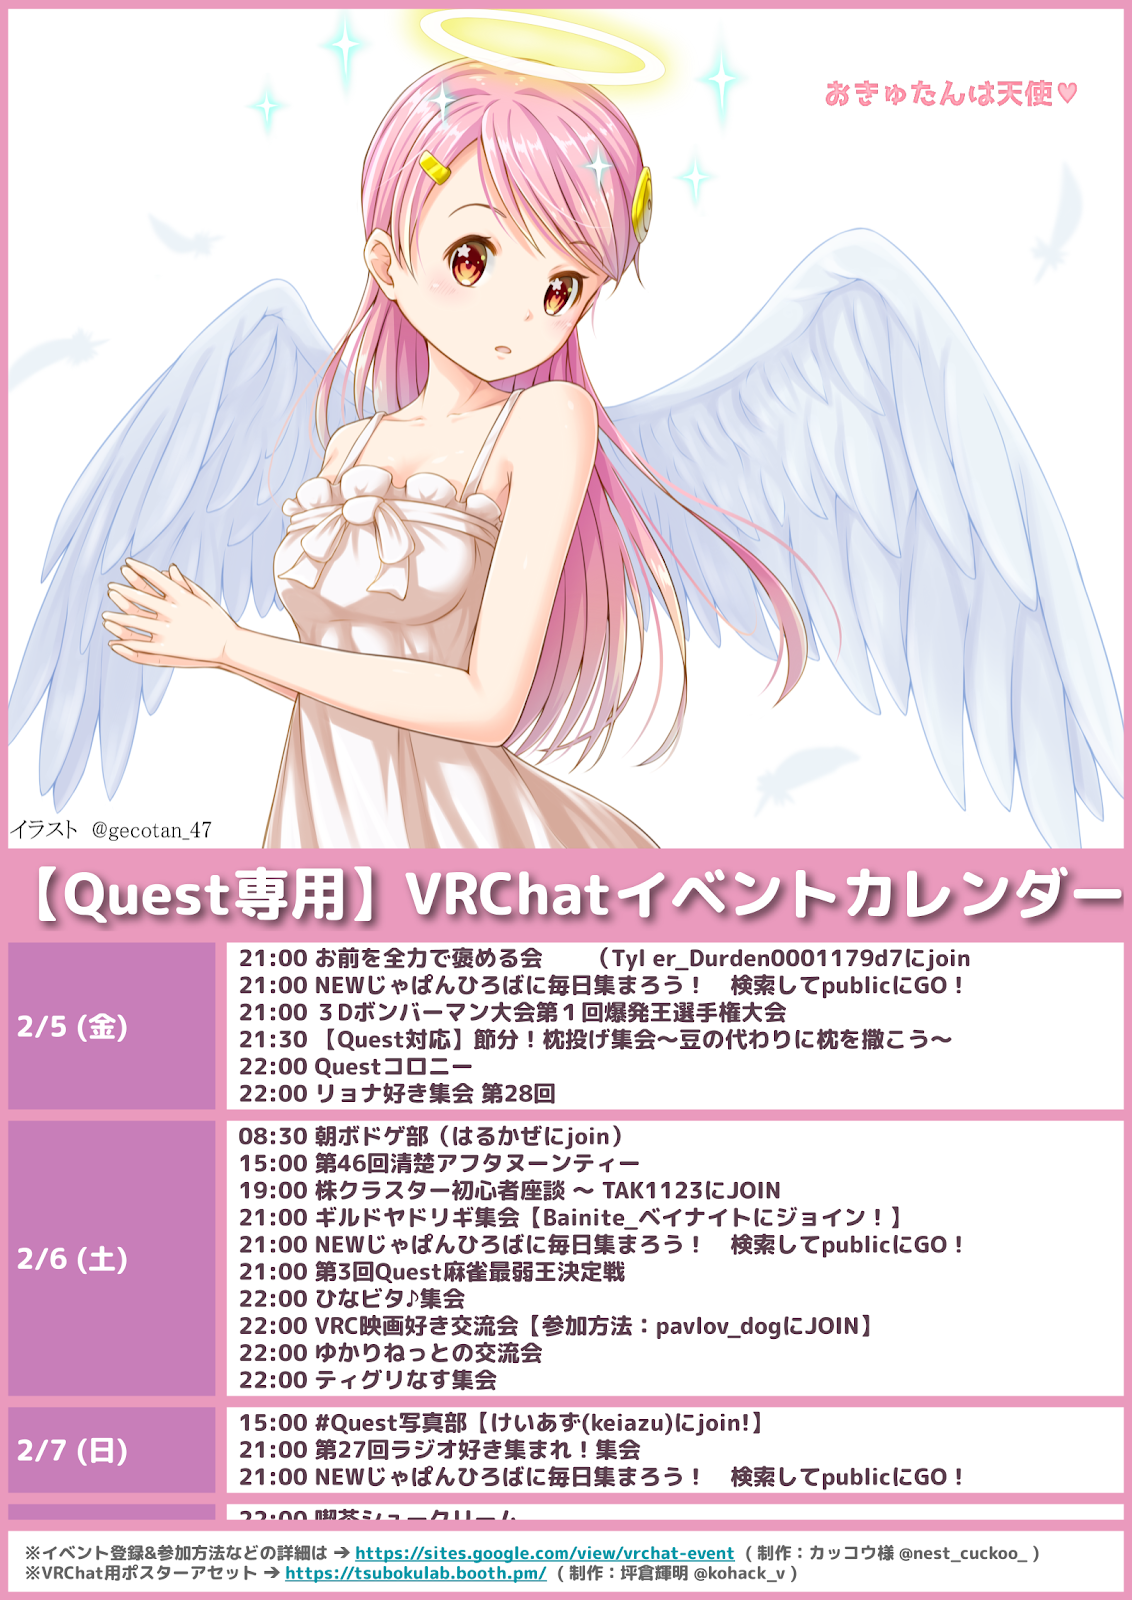 おきゅたんは天使♥
イラスト @gecotan_47
【Quest専用】VRChatイベントカレンダー
2/5 (金)
21:00 お前を全力で褒める会　　（Tyl er_Durden0001179d7にjoin
21:00 NEWじゃぱんひろばに毎日集まろう！　検索してpublicにGO！
21:00 ３Dボンバーマン大会第１回爆発王選手権大会
21:30 【Quest対応】節分！枕投げ集会～豆の代わりに枕を撒こう～
22:00 Questコロニー
22:00 リョナ好き集会 第28回
2/6 (土)
08:30 朝ボドゲ部（はるかぜにjoin）
15:00 第46回清楚アフタヌーンティー
19:00 株クラスター初心者座談 ～ TAK1123にJOIN
21:00 ギルドヤドリギ集会【Bainite_ベイナイトにジョイン！】
21:00 NEWじゃぱんひろばに毎日集まろう！　検索してpublicにGO！
21:00 第3回Quest麻雀最弱王決定戦
22:00 ひなビタ♪集会
22:00 VRC映画好き交流会【参加方法：pavlov_dogにJOIN】
22:00 ゆかりねっとの交流会
22:00 ティグリなす集会
2/7 (日)
15:00 #Quest写真部【けいあず(keiazu)にjoin!】
21:00 第27回ラジオ好き集まれ！集会
21:00 NEWじゃぱんひろばに毎日集まろう！　検索してpublicにGO！
22:00 喫茶シュークリーム
※イベント登録&参加方法などの詳細は ➔ https://sites.google.com/view/vrchat-event ( 制作：カッコウ様 @nest_cuckoo_ )
※VRChat用ポスターアセット ➔ https://tsubokulab.booth.pm/ ( 制作：坪倉輝明 @kohack_v )